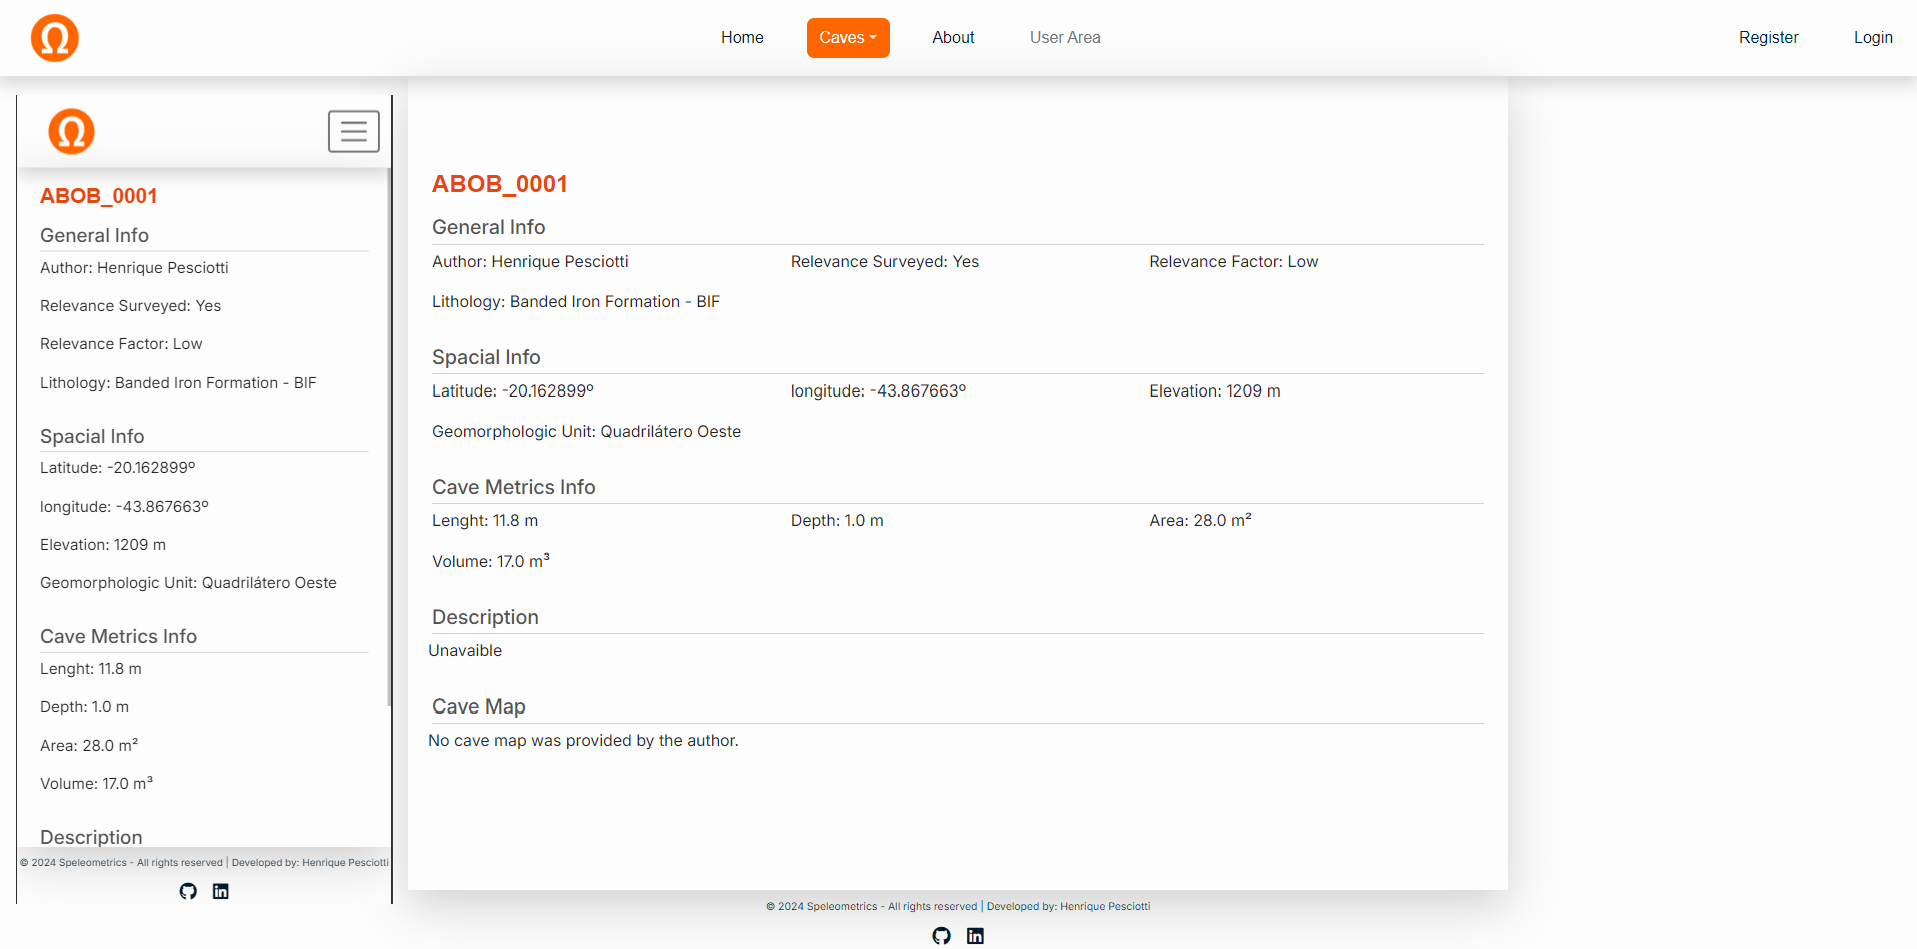 Ω
Home Caves About User Area Register Login
Ω
ABOB_0001
General Info
Author: Henrique Pesciotti
Relevance Surveyed: Yes
Relevance Factor: Low
Lithology: Banded Iron Formation - BIF
Spacial Info
Latitude: -20.162899º
longitude: -43.867663º
Elevation: 1209 m
Geomorphologic Unit: Quadrilátero Oeste
Cave Metrics Info
Lenght: 11.8 m
Depth: 1.0 m
Area: 28.0 m²
Volume: 17.0 m³
Description
© 2024 Speleometrics - All rights reserved | Developed by: Henrique Pesciotti
in
ABOB_0001
General Info
Author: Henrique Pesciotti Relevance Surveyed: Yes Relevance Factor: Low
Lithology: Banded Iron Formation - BIF
Spacial Info
Latitude: -20.162899º longitude: -43.867663º Elevation: 1209 m
Geomorphologic Unit: Quadrilátero Oeste
Cave Metrics Info
Lenght: 11.8 m Depth: 1.0 m Area: 28.0 m²
Volume: 17.0 m³
Description
Unavaible
Cave Map
No cave map was provided by the author.
© 2024 Speleometrics - All rights reserved | Developed by: Henrique Pesciotti
in